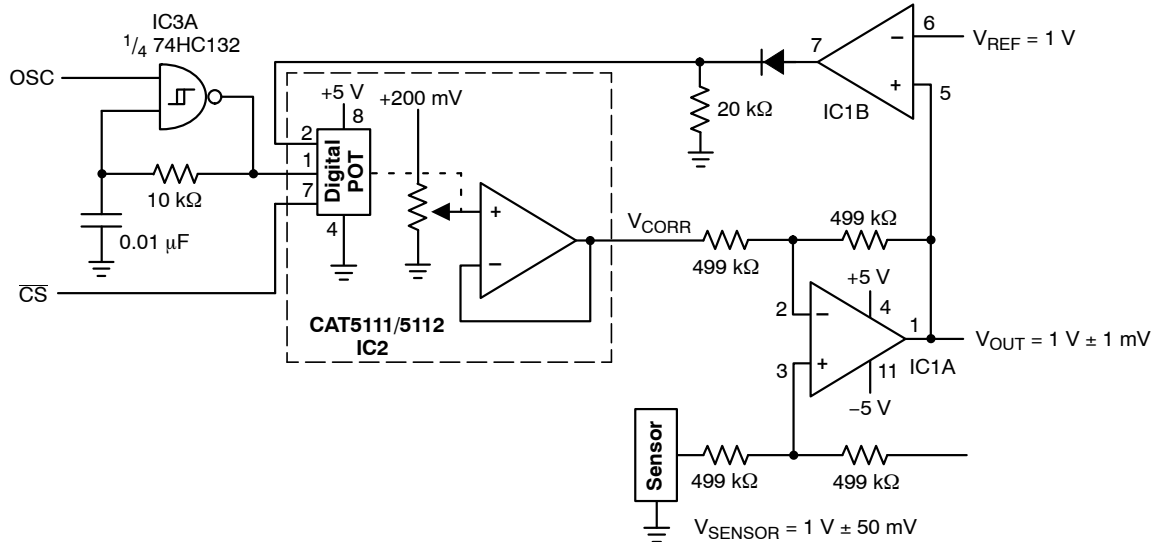 IC3A
1/4 74HC132
OSC
10 kΩ
0.01 μF
CS
+5 V
8
+200 mV
2
1
7
Digital
POT
4
+
−
CAT5111/5112
IC2
7
6
−
+
5
IC1B
VREF = 1 V
20 kΩ
VCORR
499 kΩ
499 kΩ
+5 V
4
2
−
1
3
+
11
IC1A
−5 V
VOUT = 1 V ± 1 mV
Sensor
499 kΩ
499 kΩ
VSENSOR = 1 V ± 50 mV